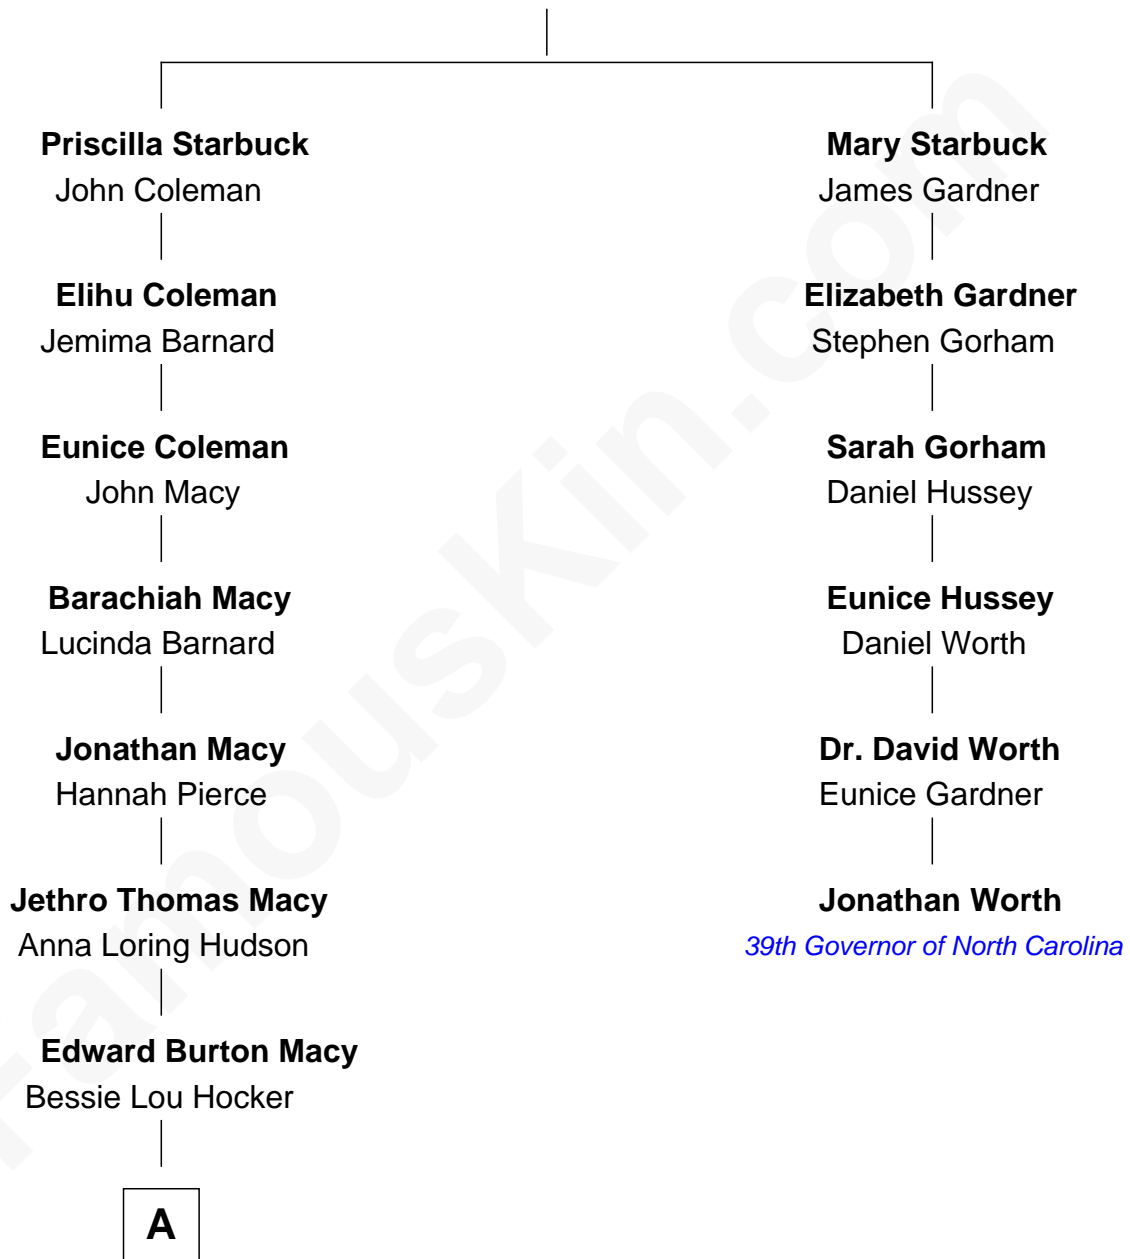 Priscilla Starbuck
John Coleman
Mary Starbuck
James Gardner
Elihu Coleman
Jemima Barnard
Elizabeth Gardner
Stephen Gorham
Eunice Coleman
John Macy
Sarah Gorham
Daniel Hussey
Barachiah Macy
Lucinda Barnard
Eunice Hussey
Daniel Worth
Jonathan Macy
Hannah Pierce
Dr. David Worth
Eunice Gardner
Jethro Thomas Macy
Anna Loring Hudson
Jonathan Worth
39th Governor of North Carolina
Edward Burton Macy
Bessie Lou Hocker
A
FamousKin.com